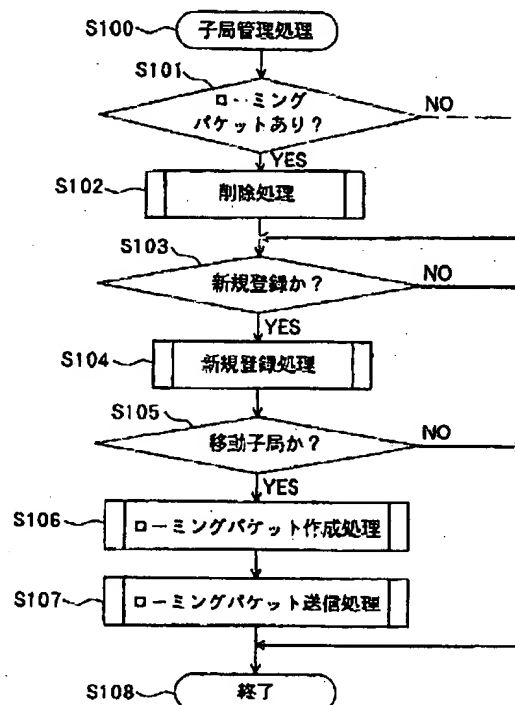 S100
子局管理処理
S101
ローミング
パケットあり?
NO
YES
S102
削除処理
S103
新規登録か?
NO
YES
S104
新規登録処理
S105
移動子局か?
NO
YES
S106
ローミングパケット作成処理
S107
ローミングパケット送信処理
S108
終了